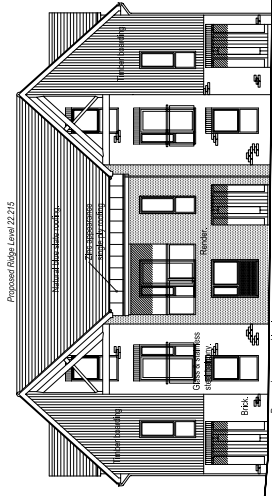 Proposed Ridge Level 22.215
Natural blue slate roofing.
Zinc appearance
single ply roofing
Timber boarding
Timber boarding
Render.
Glass & stainless
steel balcony.
Brick.